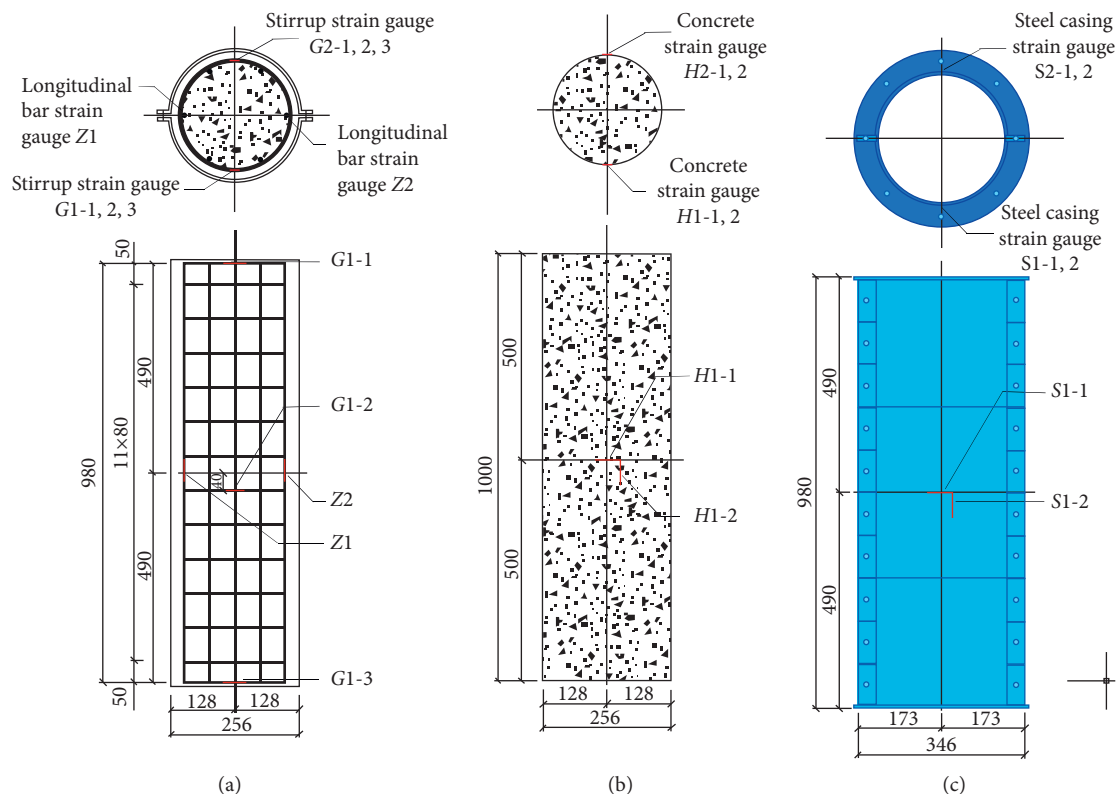 Stirrup strain gauge
G2-1, 2, 3
Longitudinal
bar strain
gauge Z1
Longitudinal
bar strain
gauge Z2
Stirrup strain gauge
G1-1, 2, 3
50
980
490
11×80
490
40
50
G1-1
G1-2
Z2
Z1
G1-3
128
128
256
(a)
Concrete
strain gauge
H2-1, 2
Concrete
strain gauge
H1-1, 2
500
1000
500
H1-1
H1-2
128
128
256
(b)
Steel casing
strain gauge
S2-1, 2
Steel casing
strain gauge
S1-1, 2
490
980
490
S1-1
S1-2
173
173
346
(c)